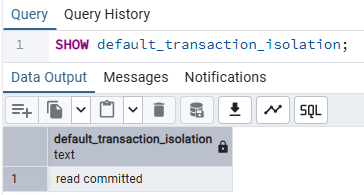 Query Query History
1 SHOW default_transaction_isolation;
Data Output Messages Notifications
SQL
default_transaction_isolation
text
1 read committed